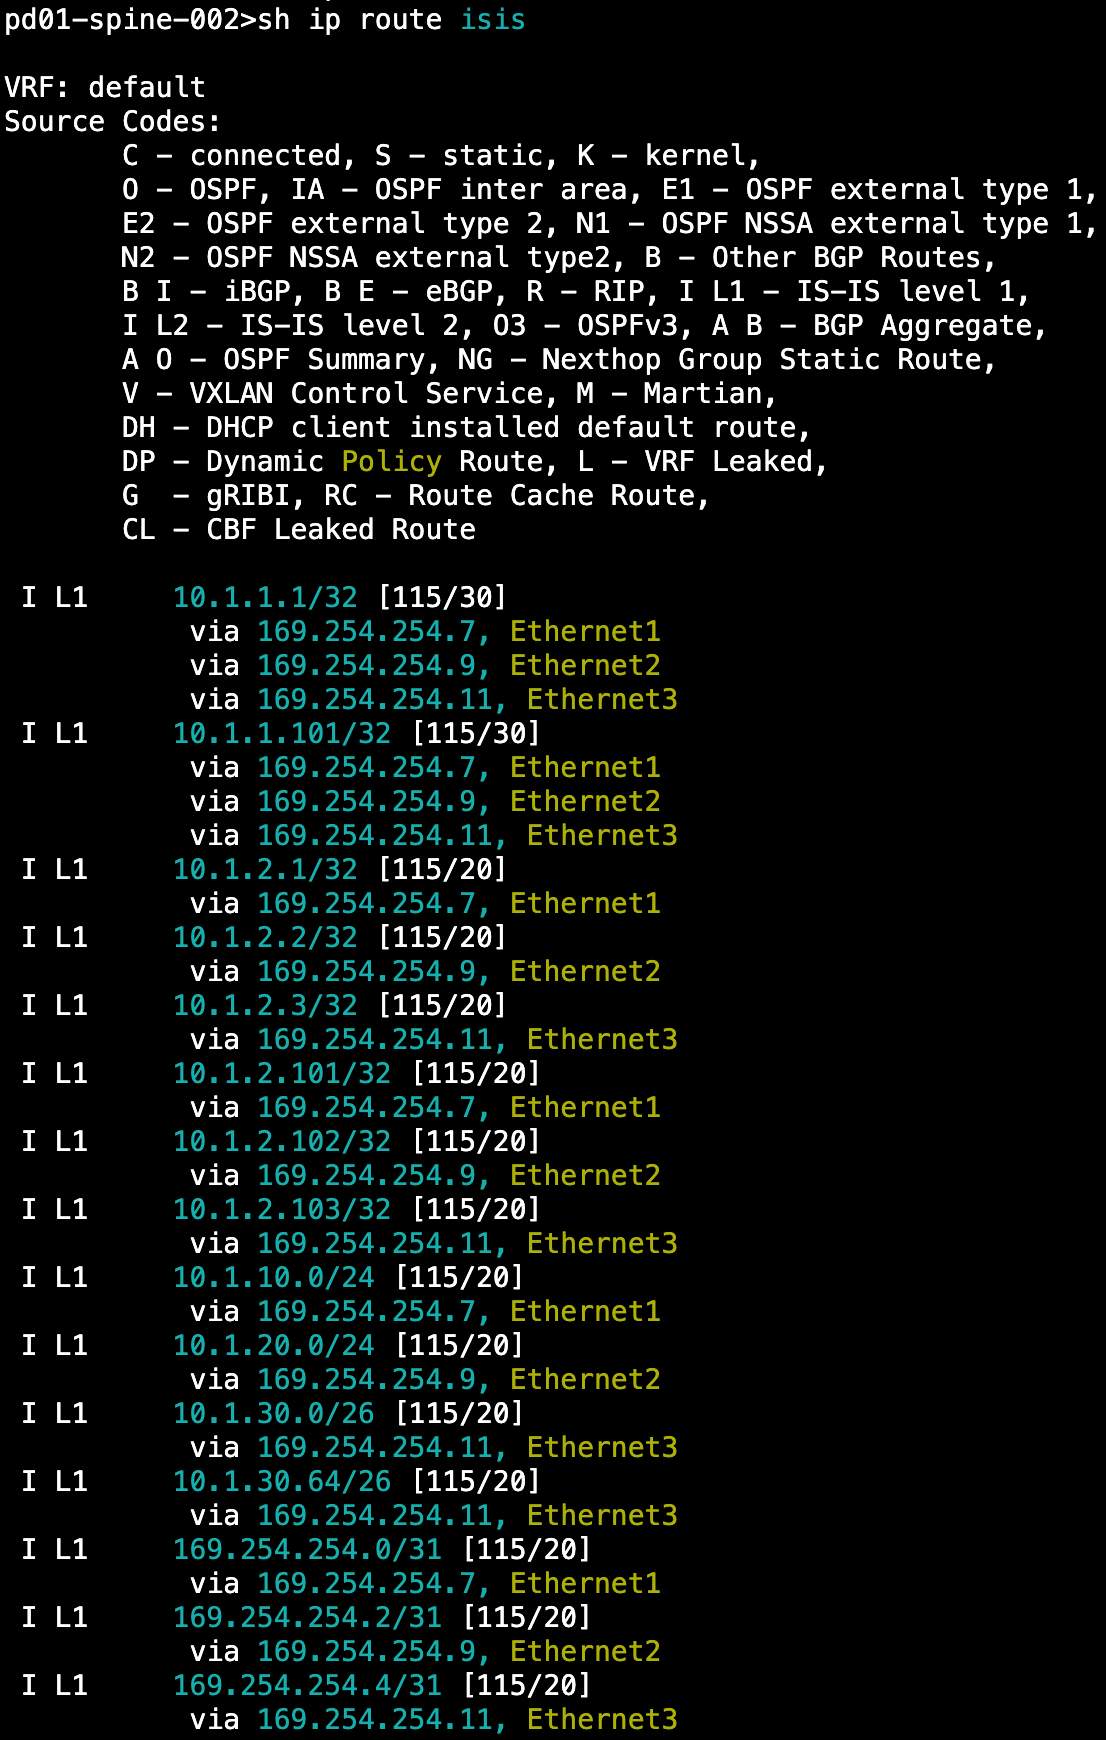 pd01-spine-002>sh ip route isis
VRF: default
Source Codes:
C - connected, S - static, K - kernel,
O - OSPF, IA - OSPF inter area, E1 - OSPF external type 1,
E2 - OSPF external type 2, N1 - OSPF NSSA external type 1,
N2 - OSPF NSSA external type2, B - Other BGP Routes,
B I - iBGP, B E - eBGP, R - RIP, I L1 - IS-IS level 1,
I L2 - IS-IS level 2, O3 - OSPFv3, A B - BGP Aggregate,
A O - OSPF Summary, NG - Nexthop Group Static Route,
V - VXLAN Control Service, M - Martian,
DH - DHCP client installed default route,
DP - Dynamic Policy Route, L - VRF Leaked,
G  - gRIBI, RC - Route Cache Route,
CL - CBF Leaked Route
I L1     10.1.1.1/32 [115/30]
via 169.254.254.7, Ethernet1
via 169.254.254.9, Ethernet2
via 169.254.254.11, Ethernet3
I L1     10.1.1.101/32 [115/30]
via 169.254.254.7, Ethernet1
via 169.254.254.9, Ethernet2
via 169.254.254.11, Ethernet3
I L1     10.1.2.1/32 [115/20]
via 169.254.254.7, Ethernet1
I L1     10.1.2.2/32 [115/20]
via 169.254.254.9, Ethernet2
I L1     10.1.2.3/32 [115/20]
via 169.254.254.11, Ethernet3
I L1     10.1.2.101/32 [115/20]
via 169.254.254.7, Ethernet1
I L1     10.1.2.102/32 [115/20]
via 169.254.254.9, Ethernet2
I L1     10.1.2.103/32 [115/20]
via 169.254.254.11, Ethernet3
I L1     10.1.10.0/24 [115/20]
via 169.254.254.7, Ethernet1
I L1     10.1.20.0/24 [115/20]
via 169.254.254.9, Ethernet2
I L1     10.1.30.0/26 [115/20]
via 169.254.254.11, Ethernet3
I L1     10.1.30.64/26 [115/20]
via 169.254.254.11, Ethernet3
I L1     169.254.254.0/31 [115/20]
via 169.254.254.7, Ethernet1
I L1     169.254.254.2/31 [115/20]
via 169.254.254.9, Ethernet2
I L1     169.254.254.4/31 [115/20]
via 169.254.254.11, Ethernet3